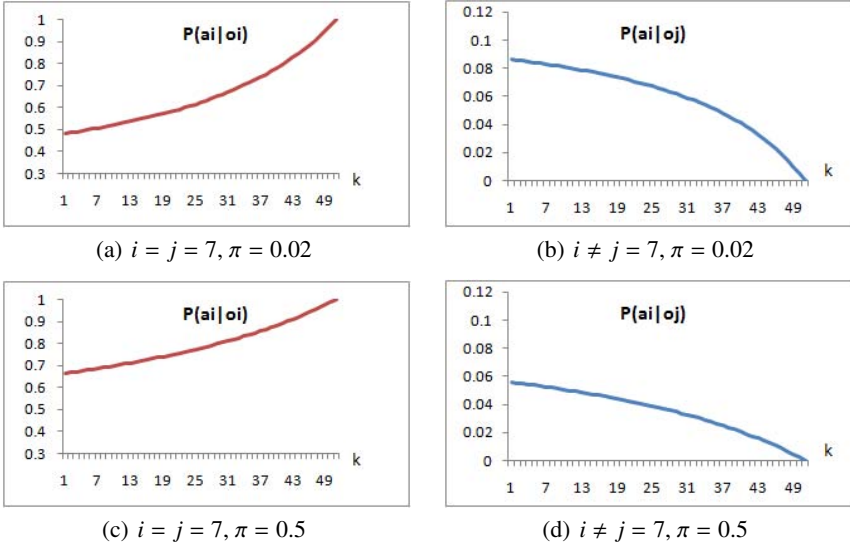 P(ai|oi)
1
0.9
0.8
0.7
0.6
0.5
0.4
0.3
k
1 7 13 19 25 31 37 43 49
(a) i = j = 7, π = 0.02
P(ai|oj)
0.12
0.1
0.08
0.06
0.04
0.02
0
k
1 7 13 19 25 31 37 43 49
(b) i ≠ j = 7, π = 0.02
P(ai|oi)
1
0.9
0.8
0.7
0.6
0.5
0.4
0.3
k
1 7 13 19 25 31 37 43 49
(c) i = j = 7, π = 0.5
P(ai|oj)
0.12
0.1
0.08
0.06
0.04
0.02
0
k
1 7 13 19 25 31 37 43 49
(d) i ≠ j = 7, π = 0.5